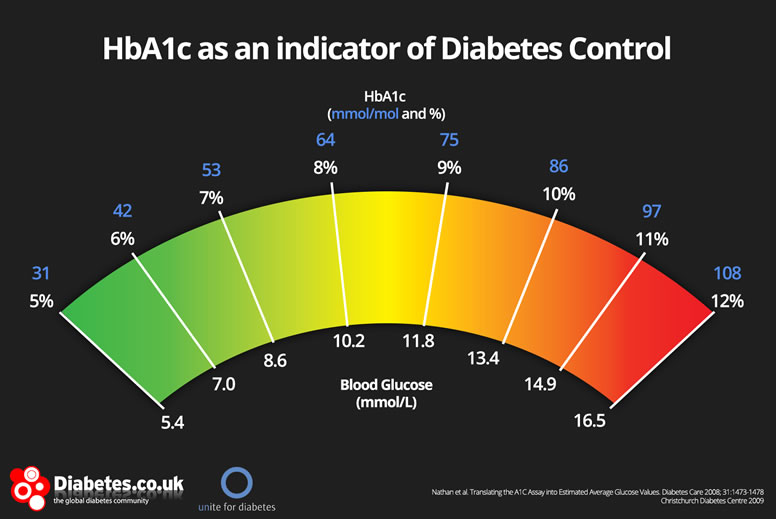 HbA1c as an indicator of Diabetes Control
HbA1c
(mmol/mol and %)
31
5%
42
6%
53
7%
64
8%
75
9%
86
10%
97
11%
108
12%
5.4
7.0
8.6
10.2
11.8
13.4
14.9
16.5
Blood Glucose
(mmol/L)
Diabetes.co.uk
the global diabetes community
unite for diabetes
Nathan et al. Translating the A1C Assay into Estimated Average Glucose Values. Diabetes Care 2008; 31:1473-1478
Christchurch Diabetes Centre 2009